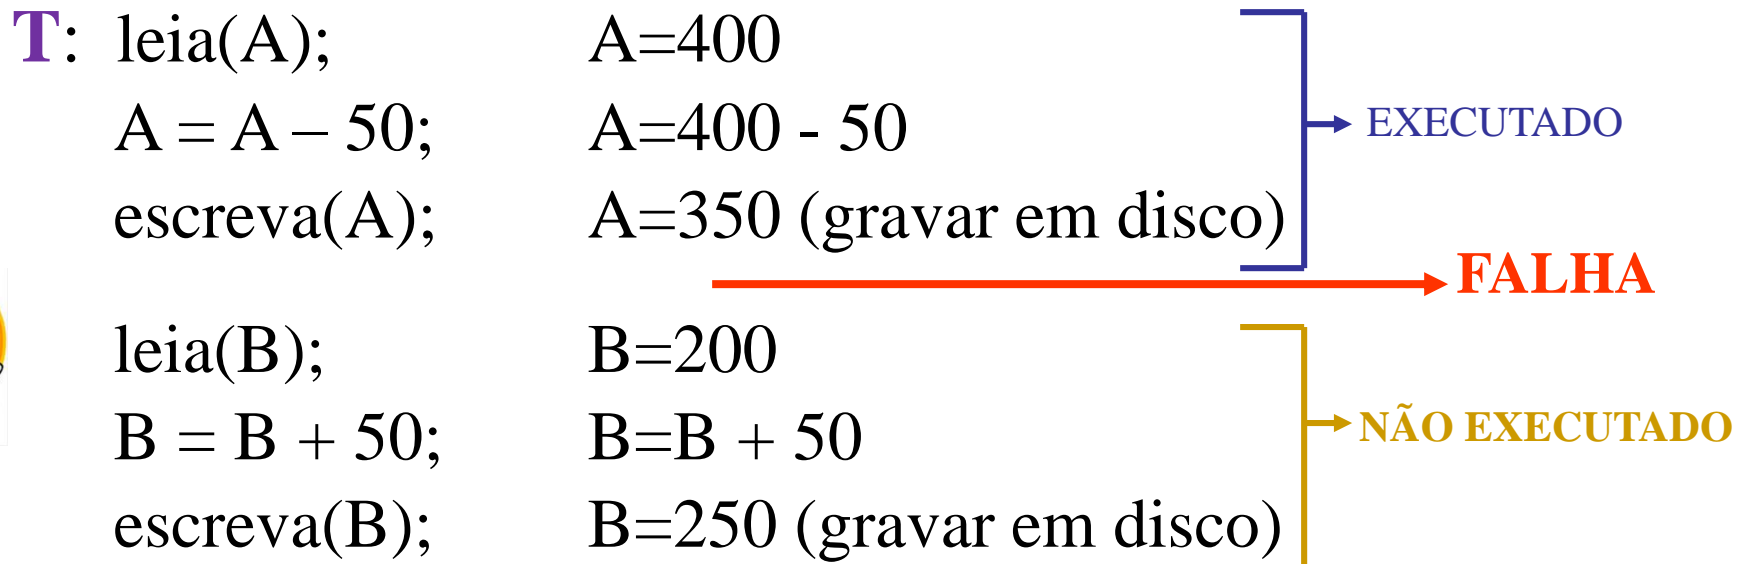 T: leia(A); A=400
A = A – 50; A=400 - 50
EXECUTADO
escreva(A); A=350 (gravar em disco)
FALHA
leia(B); B=200
B = B + 50; B=B + 50
NÃO EXECUTADO
escreva(B); B=250 (gravar em disco)